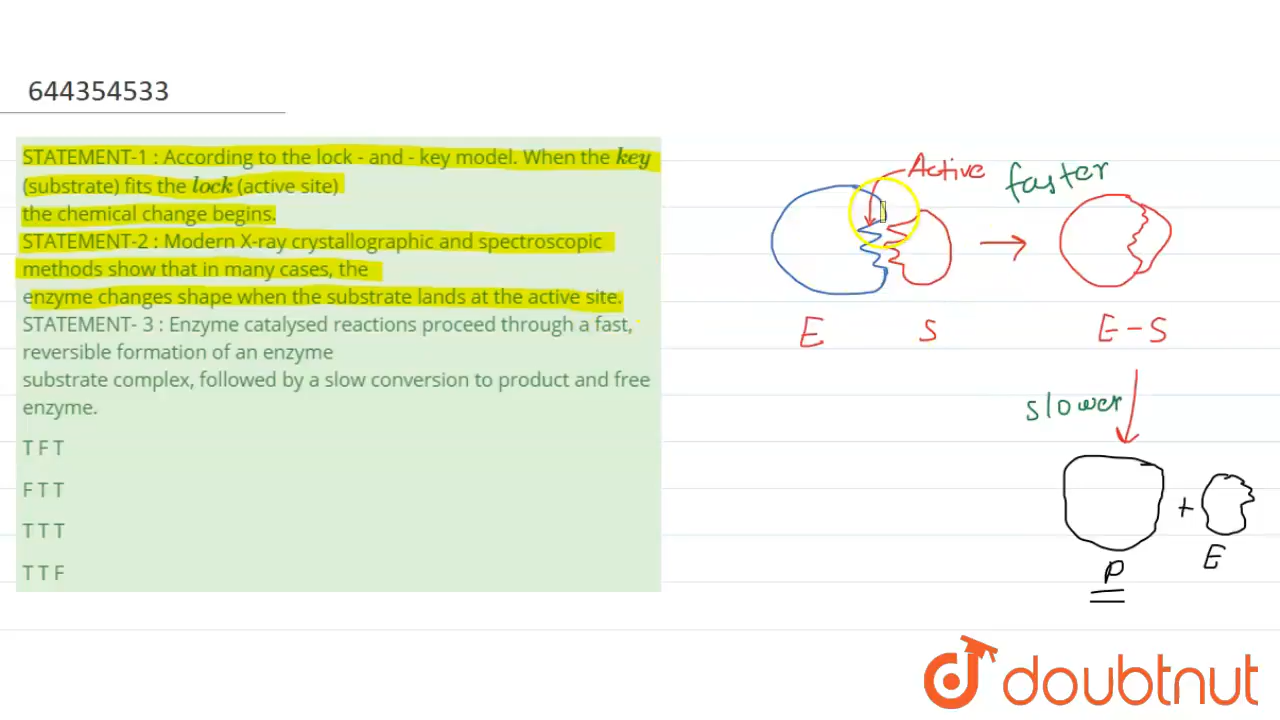 644354533
STATEMENT-1 : According to the lock - and - key model. When the key
(substrate) fits the lock (active site)
the chemical change begins.
STATEMENT-2 : Modern X-ray crystallographic and spectroscopic
methods show that in many cases, the
enzyme changes shape when the substrate lands at the active site.
STATEMENT- 3 : Enzyme catalysed reactions proceed through a fast,
reversible formation of an enzyme
substrate complex, followed by a slow conversion to product and free
enzyme.
T F T
F T T
T T T
T T F
Active
faster
E
S
E-S
slower
+
P
E
doubtnut